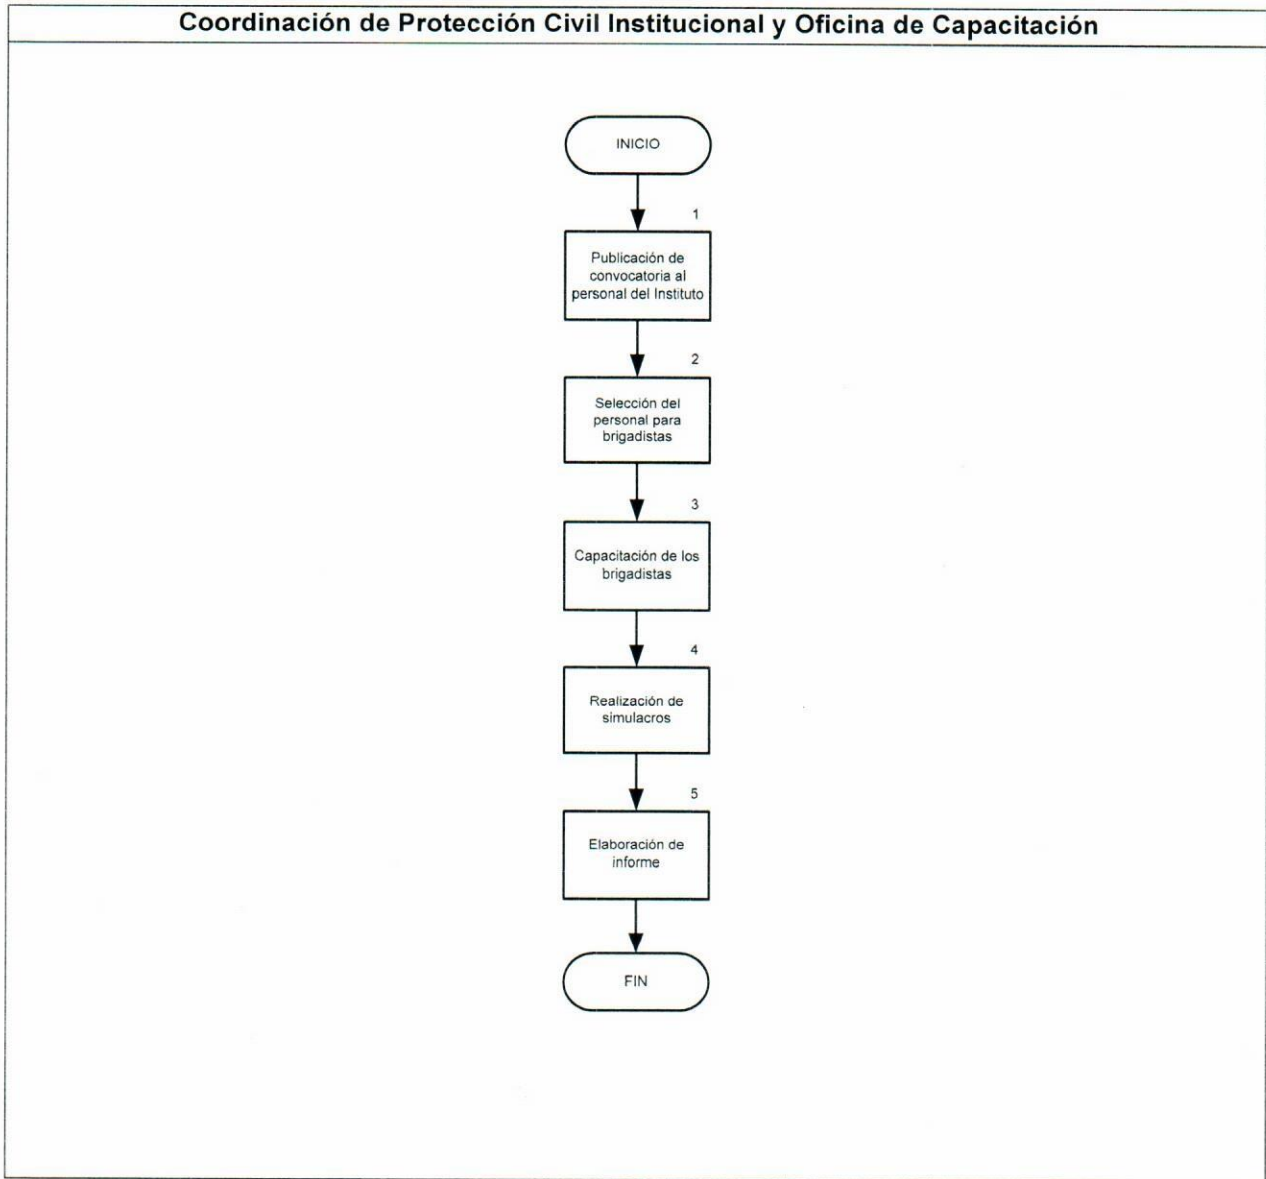 Coordinación de Protección Civil Institucional y Oficina de Capacitación
INICIO
1
Publicación de
convocatoria al
personal del Instituto
2
Selección del
personal para
brigadistas
3
Capacitación de los
brigadistas
4
Realización de
simulacros
5
Elaboración de
informe
FIN